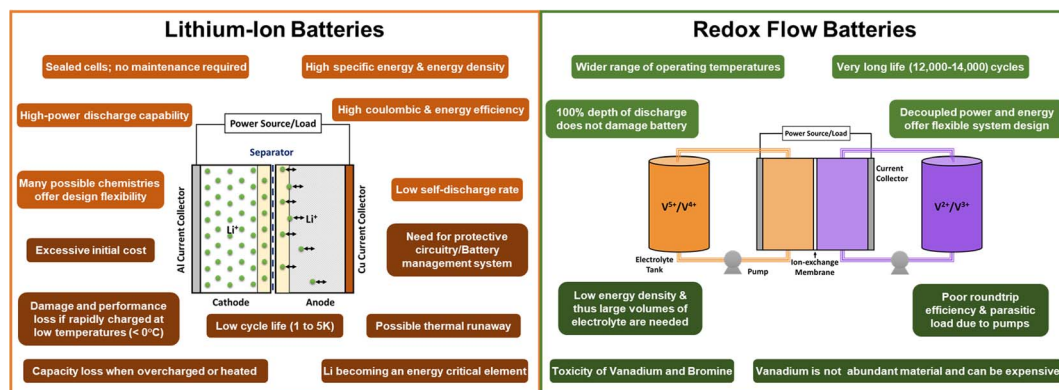 Lithium-Ion Batteries
Sealed cells; no maintenance required
High specific energy & energy density
High-power discharge capability
High coulombic & energy efficiency
Power Source/Load
Separator
Many possible chemistries
offer design flexibility
Low self-discharge rate
Al Current Collector
Li+
Li+
Cu Current Collector
Excessive initial cost
Need for protective
circuitry/Battery
management system
Cathode
Anode
Damage and performance
loss if rapidly charged at
low temperatures (< 0°C)
Low cycle life (1 to 5K)
Possible thermal runaway
Capacity loss when overcharged or heated
Li becoming an energy critical element
Redox Flow Batteries
Wider range of operating temperatures
Very long life (12,000-14,000) cycles
100% depth of discharge
does not damage battery
Decoupled power and energy
offer flexible system design
Power Source/Load
Current
Collector
V5+/V4+
V2+/V3+
Electrolyte
Tank
Pump
Ion-exchange
Membrane
Low energy density &
thus large volumes of
electrolyte are needed
Poor roundtrip
efficiency & parasitic
load due to pumps
Toxicity of Vanadium and Bromine
Vanadium is not abundant material and can be expensive